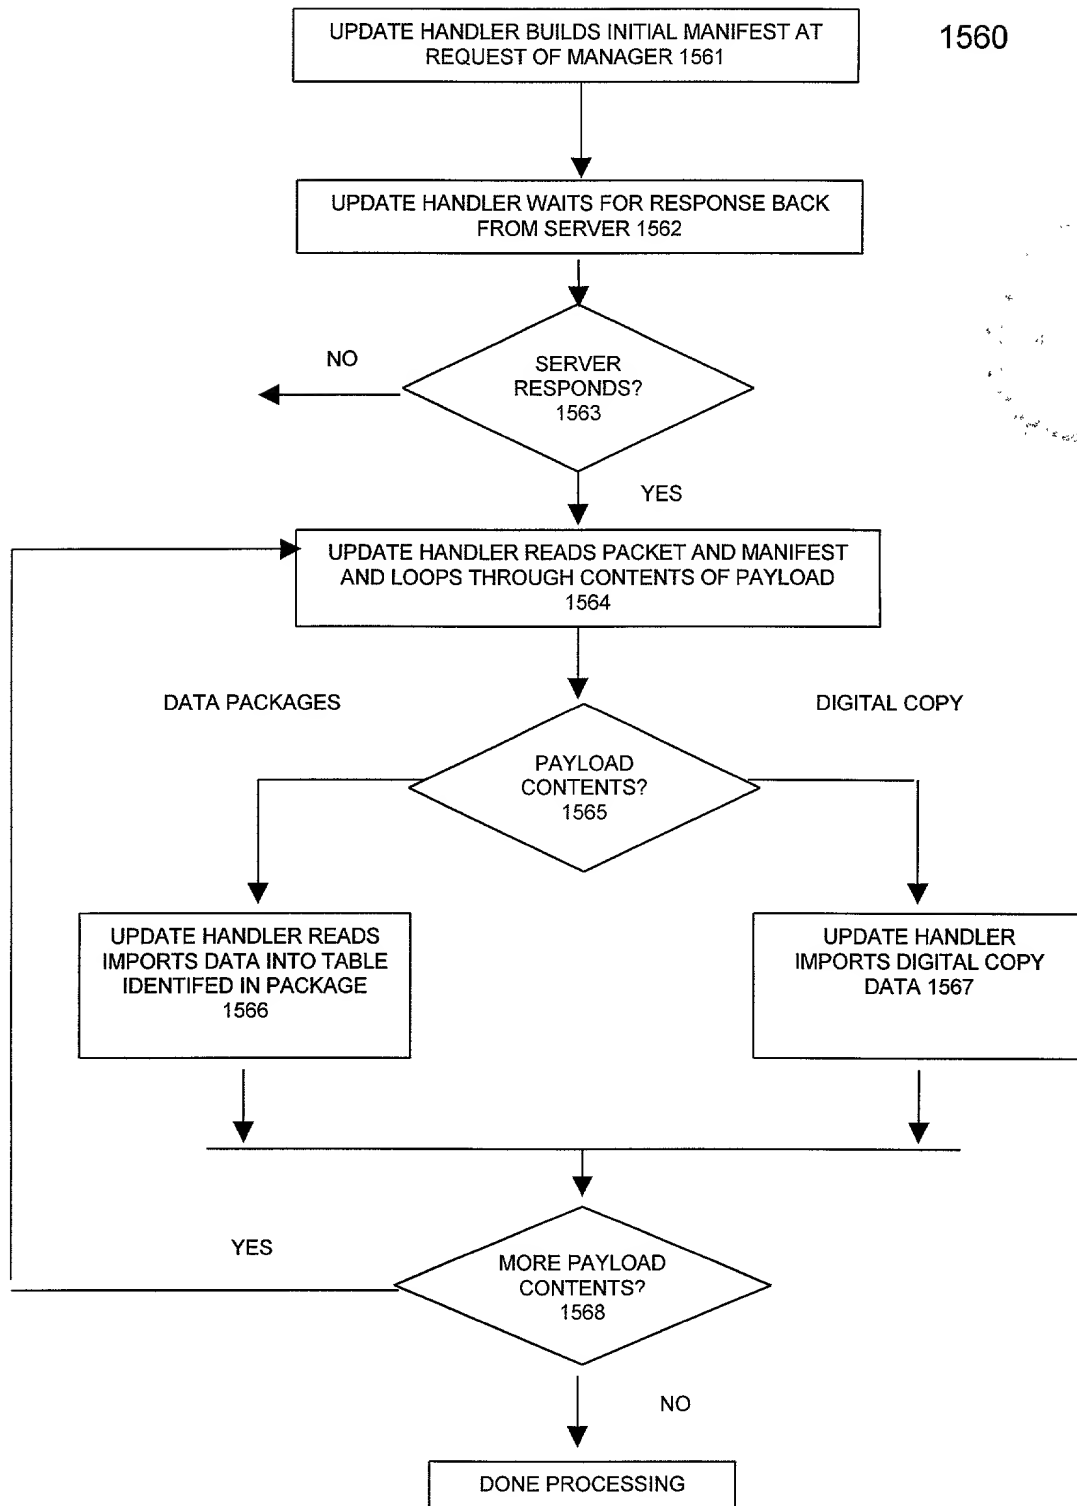 UPDATE HANDLER BUILDS INITIAL MANIFEST AT
REQUEST OF MANAGER 1561
1560
UPDATE HANDLER WAITS FOR RESPONSE BACK
FROM SERVER 1562
NO
SERVER
RESPONDS?
1563
YES
UPDATE HANDLER READS PACKET AND MANIFEST
AND LOOPS THROUGH CONTENTS OF PAYLOAD
1564
DATA PACKAGES
DIGITAL COPY
PAYLOAD
CONTENTS?
1565
UPDATE HANDLER READS
IMPORTS DATA INTO TABLE
IDENTIFED IN PACKAGE
1566
UPDATE HANDLER
IMPORTS DIGITAL COPY
DATA 1567
YES
MORE PAYLOAD
CONTENTS?
1568
NO
DONE PROCESSING